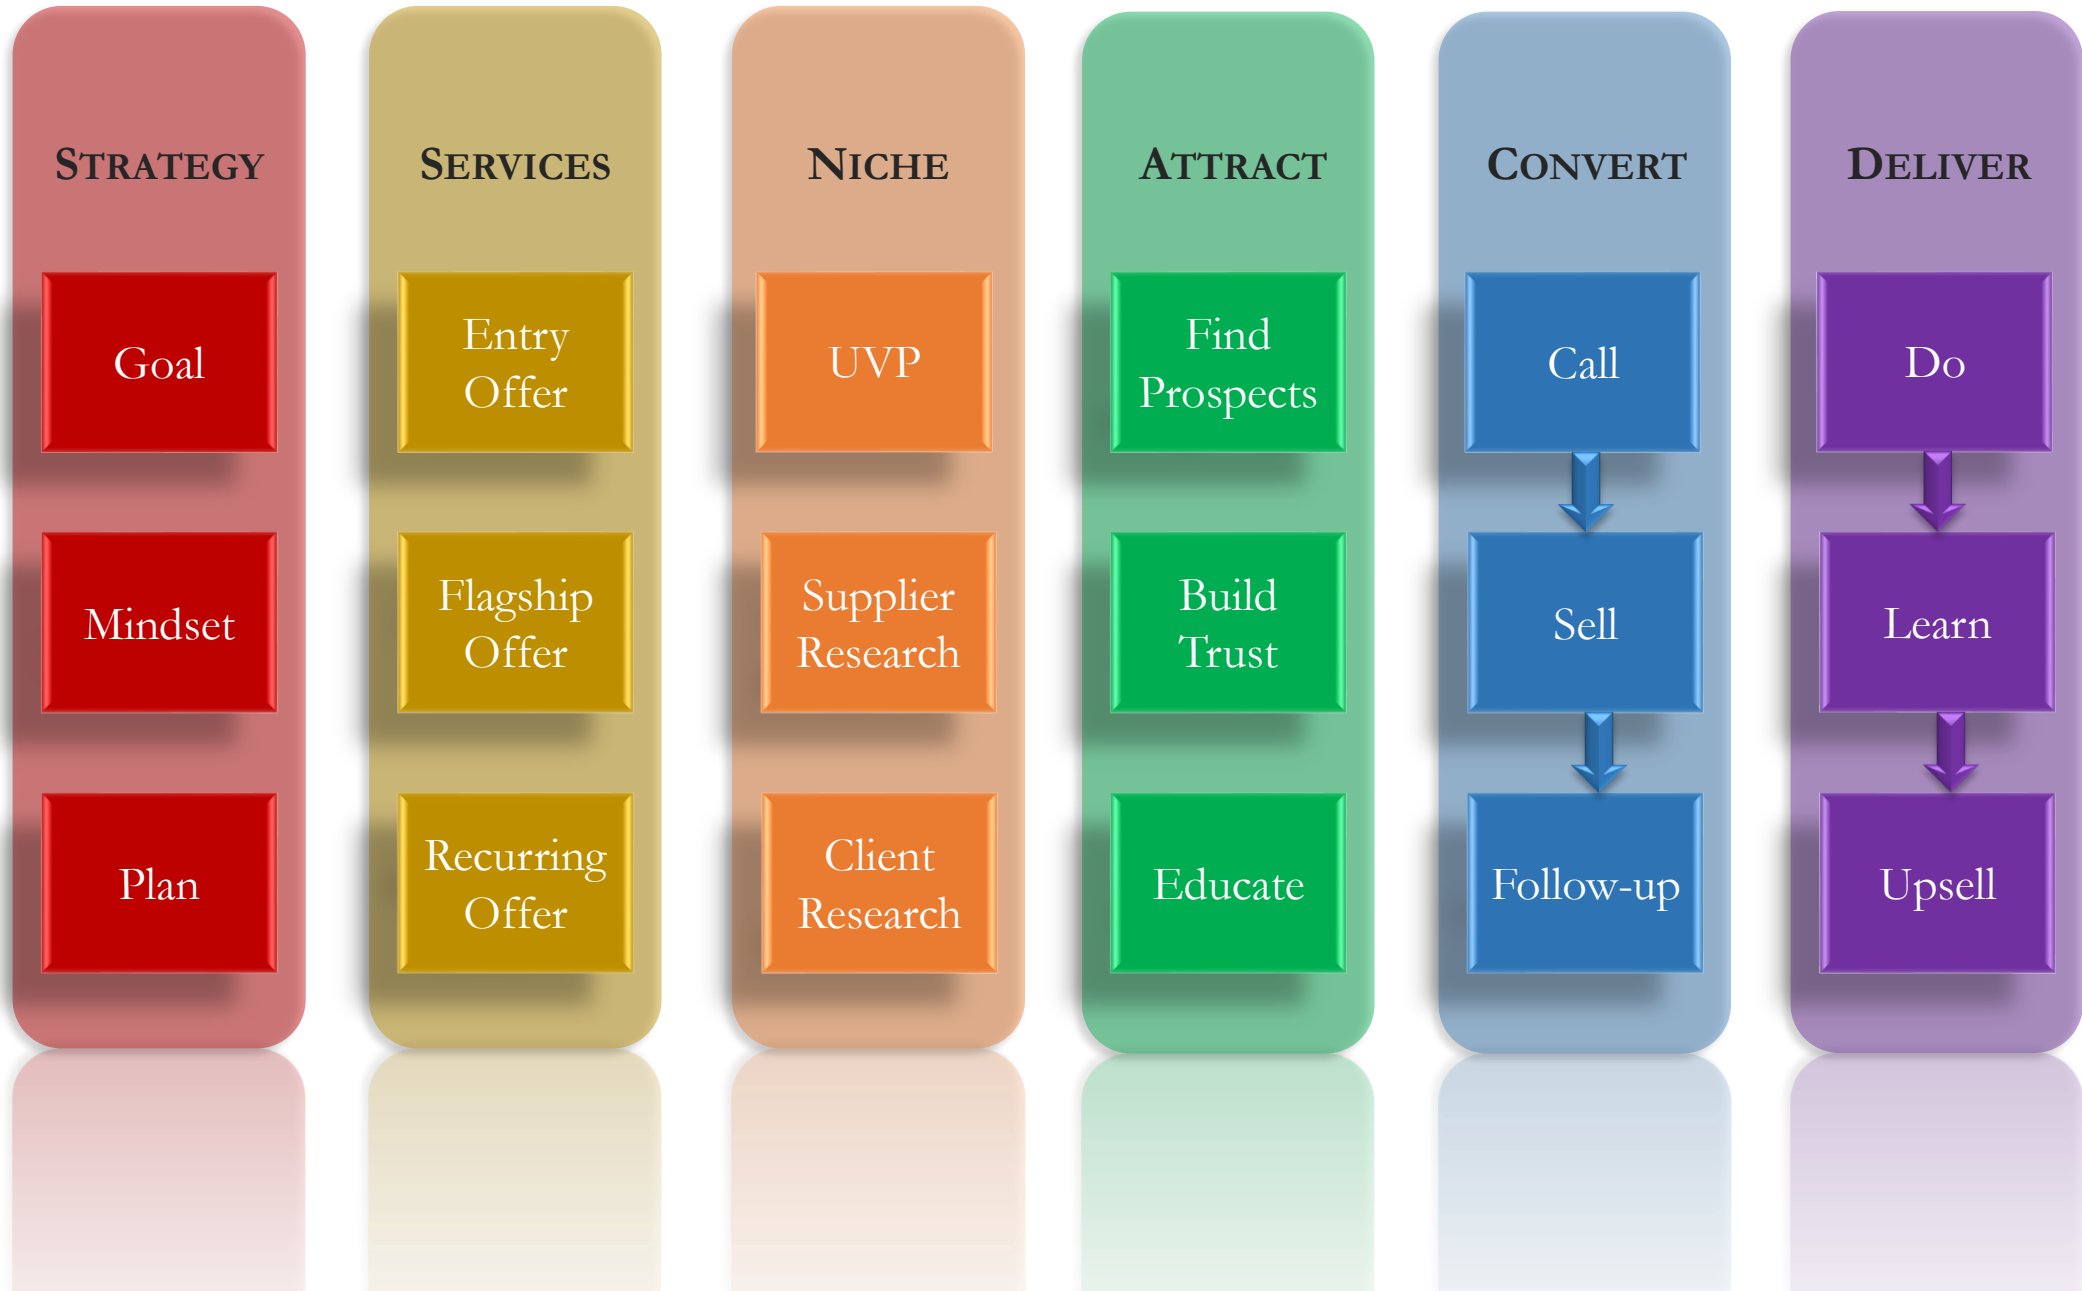 STRATEGY
Goal
Mindset
Plan
SERVICES
Entry
Offer
Flagship
Offer
Recurring
Offer
NICHE
UVP
Supplier
Research
Client
Research
ATTRACT
Find
Prospects
Build
Trust
Educate
CONVERT
Call
Sell
Follow-up
DELIVER
Do
Learn
Upsell